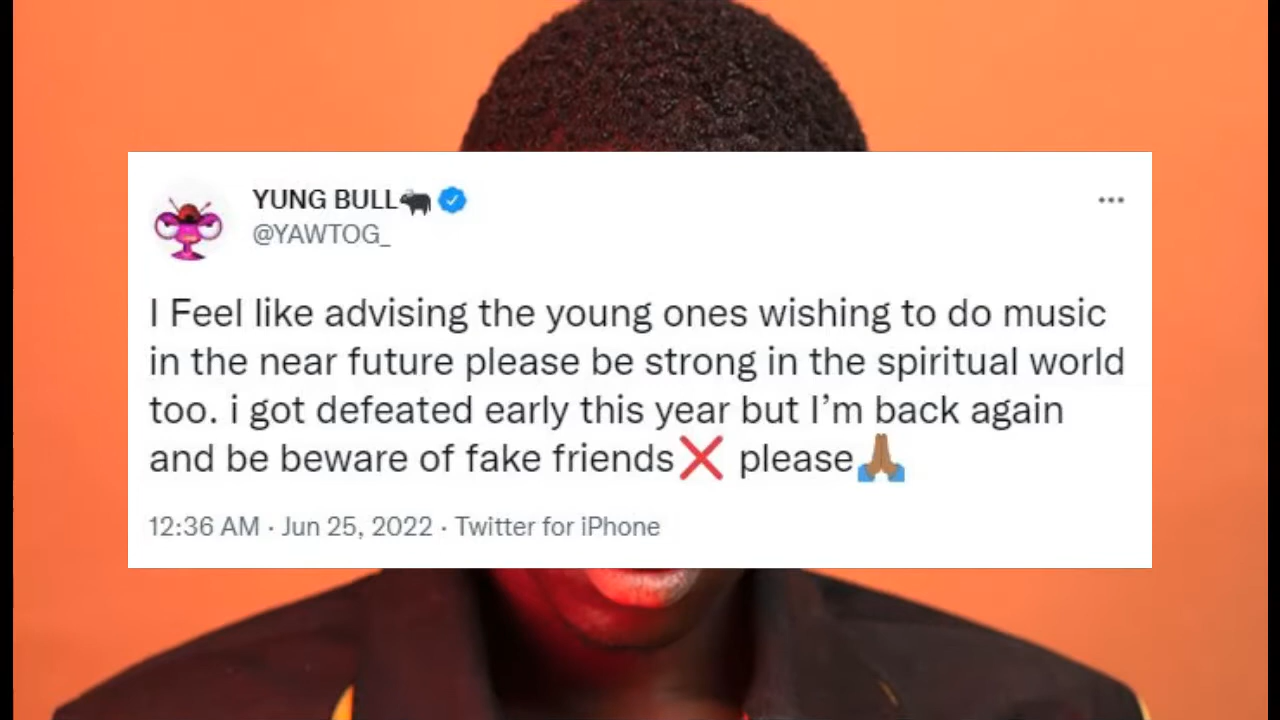 YUNG BULL🐃
@YAWTOG_
I Feel like advising the young ones wishing to do music
in the near future please be strong in the spiritual world
too. i got defeated early this year but I’m back again
and be beware of fake friends❌ please🙏🏾
12:36 AM · Jun 25, 2022 · Twitter for iPhone